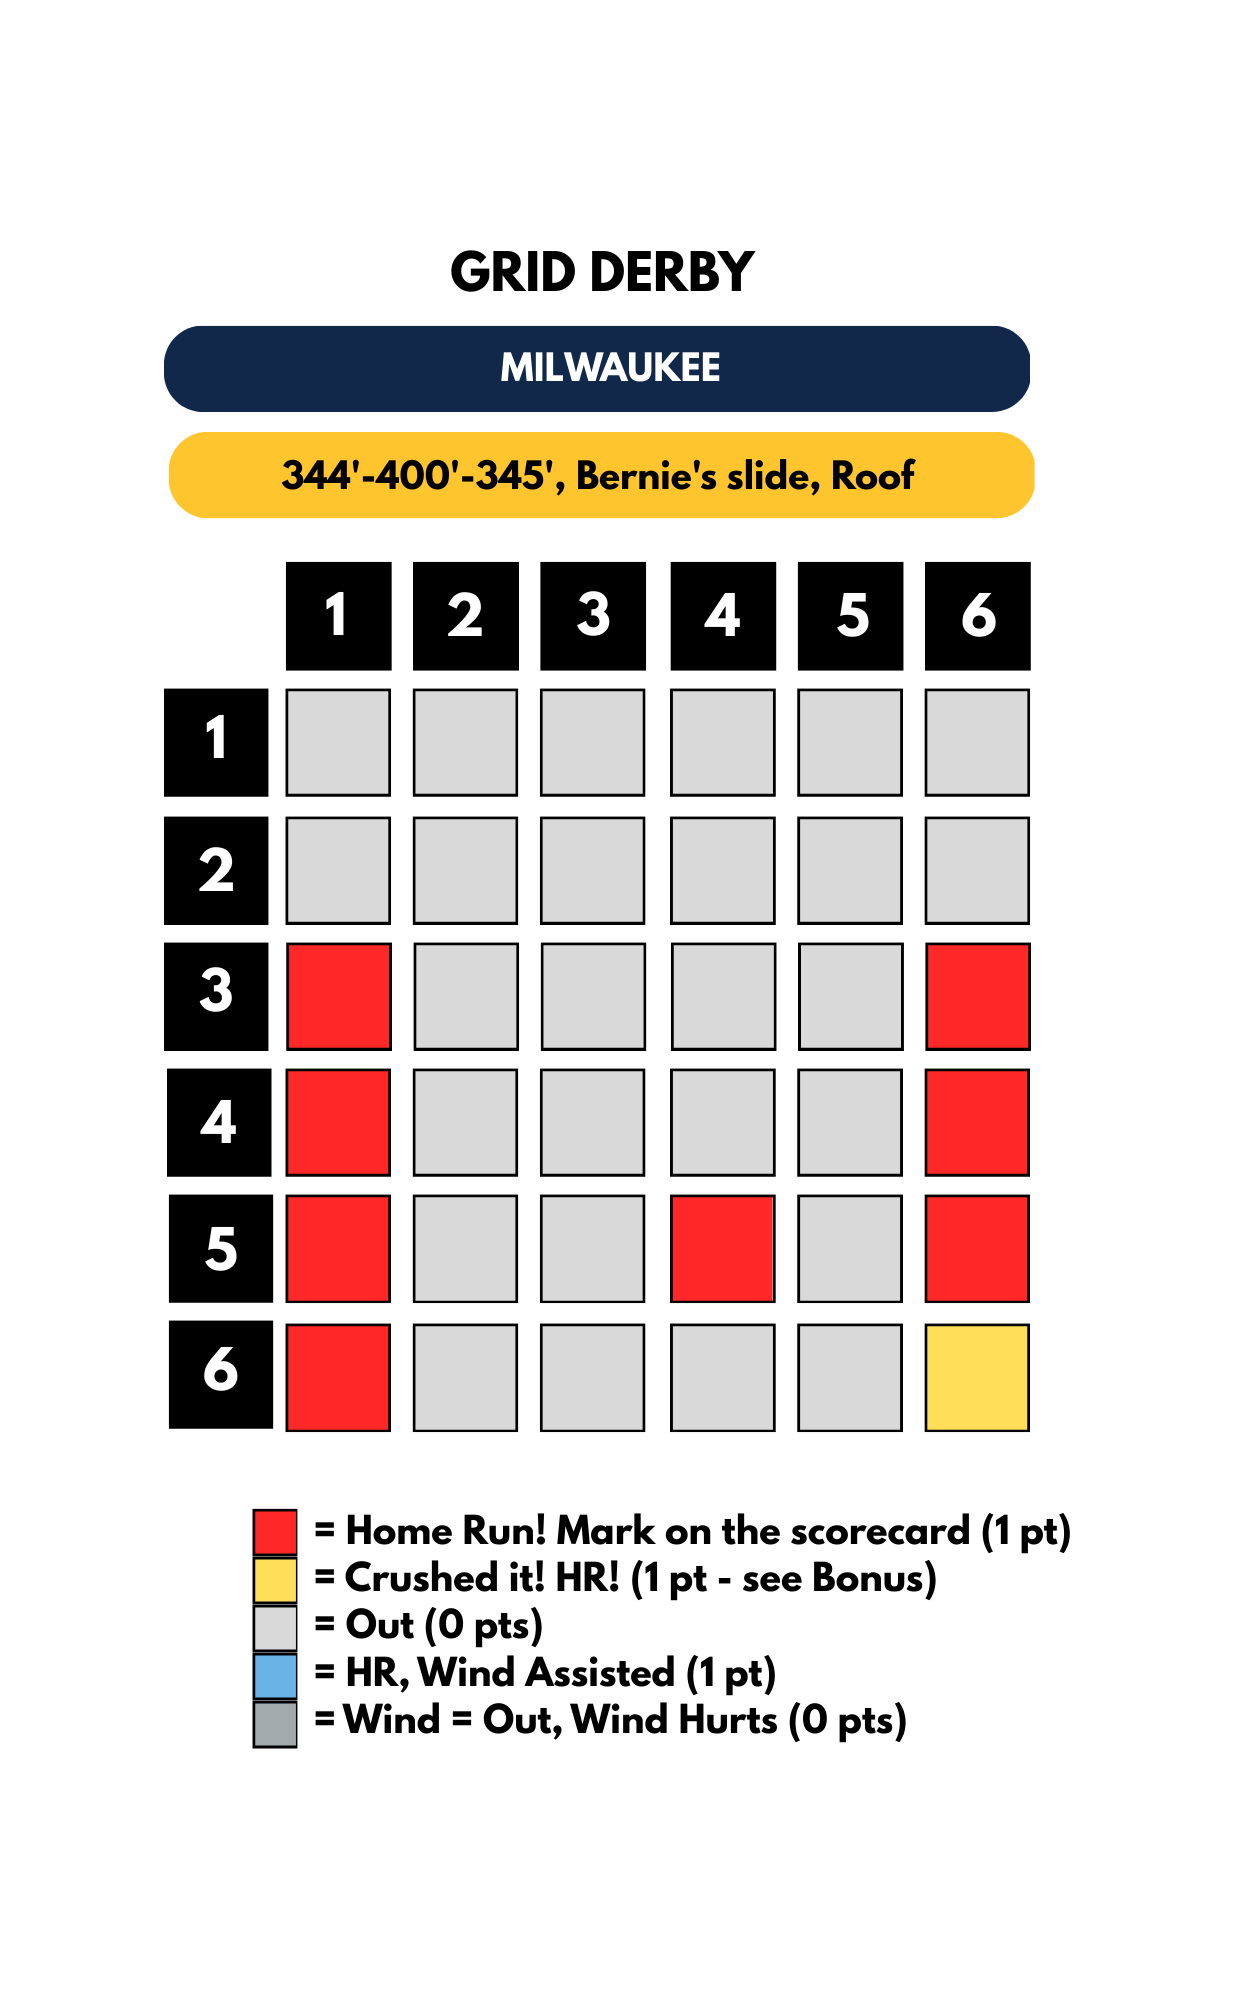 GRID DERBY
MILWAUKEE
344'-400'-345', Bernie's slide, Roof
1 2 3 4 5 6
1
2
3
4
5
6
= Home Run! Mark on the scorecard (1 pt)
= Crushed it! HR! (1 pt - see Bonus)
= Out (0 pts)
= HR, Wind Assisted (1 pt)
= Wind = Out, Wind Hurts (0 pts)